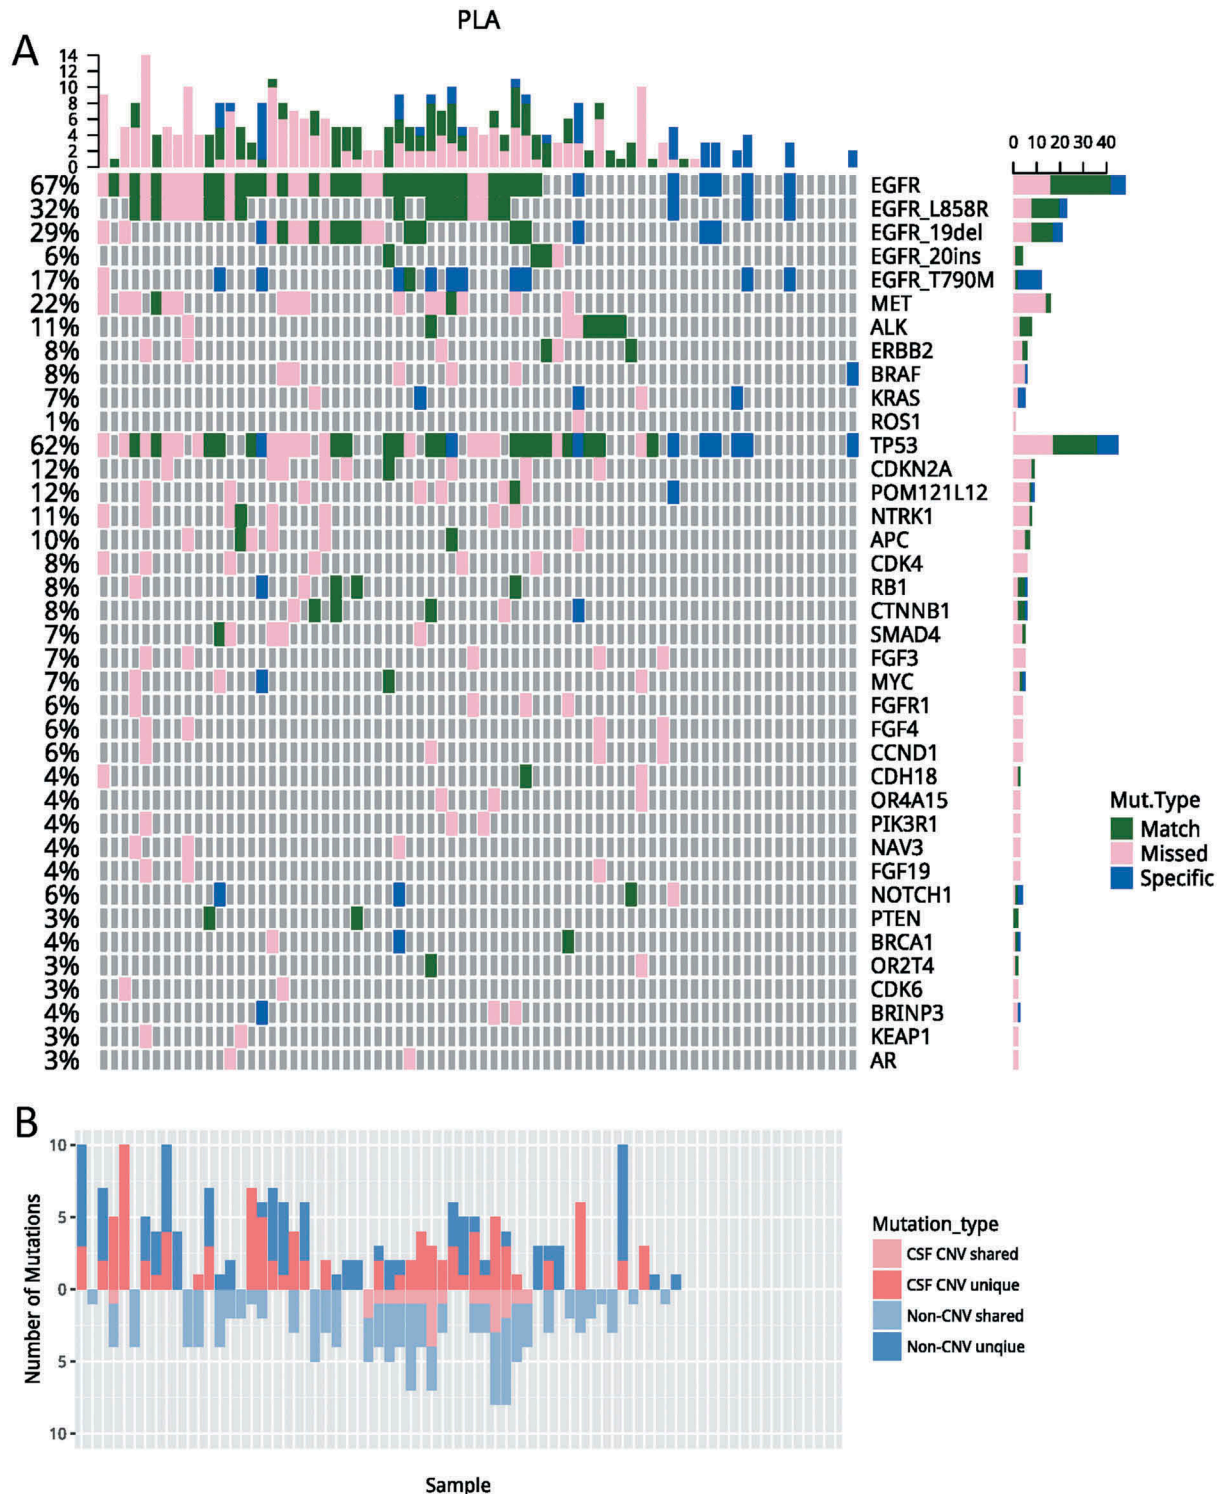 PLA
A
14
12
10
8
6
4
2
0
0 10 20 30 40
67% EGFR
32% EGFR_L858R
29% EGFR_19del
6% EGFR_20ins
17% EGFR_T790M
22% MET
11% ALK
8% ERBB2
8% BRAF
7% KRAS
1% ROS1
62% TP53
12% CDKN2A
12% POM121L12
11% NTRK1
10% APC
8% CDK4
8% RB1
8% CTNNB1
7% SMAD4
7% FGF3
7% MYC
6% FGFR1
6% FGF4
6% CCND1
4% CDH18
4% OR4A15
4% PIK3R1
4% NAV3
4% FGF19
6% NOTCH1
3% PTEN
4% BRCA1
3% OR2T4
3% CDK6
4% BRINP3
3% KEAP1
3% AR
Mut.Type
Match
Missed
Specific
B
Number of Mutations
10
5
0
5
10
Sample
Mutation_type
CSF CNV shared
CSF CNV unique
Non-CNV shared
Non-CNV unqiue